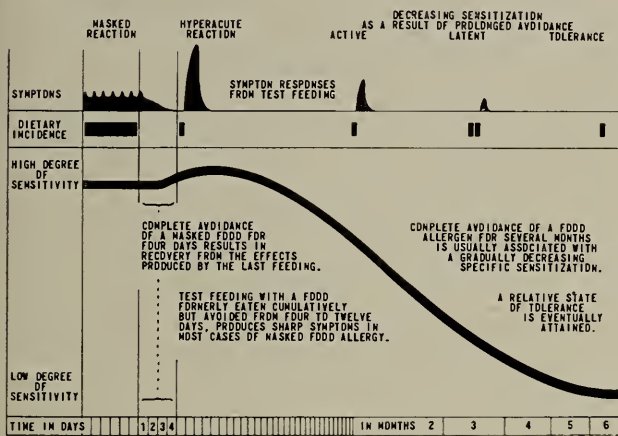 MASKED
REACTION
HYPERACUTE
REACTION
DECREASING SENSITIZATION
AS A RESULT OF PROLONGED AVOIDANCE
ACTIVE LATENT TOLERANCE
SYMPTOMS
SYMPTOM RESPONSES
FROM TEST FEEDING
DIETARY
INCIDENCE
HIGH DEGREE
OF
SENSITIVITY
COMPLETE AVOIDANCE
OF A MASKED FOOD FOR
FOUR DAYS RESULTS IN
RECOVERY FROM THE EFFECTS
PRODUCED BY THE LAST FEEDING.
TEST FEEDING WITH A FOOD
FORMERLY EATEN CUMULATIVELY
BUT AVOIDED FROM FOUR TO TWELVE
DAYS, PRODUCES SHARP SYMPTOMS IN
MOST CASES OF MASKED FOOD ALLERGY.
COMPLETE AVOIDANCE OF A FOOD
ALLERGEN FOR SEVERAL MONTHS
IS USUALLY ASSOCIATED WITH
A GRADUALLY DECREASING
SPECIFIC SENSITIZATION.
A RELATIVE STATE
OF TOLERANCE
IS EVENTUALLY
ATTAINED.
LOW DEGREE
OF
SENSITIVITY
TIME IN DAYS 1 2 3 4 IN MONTHS 2 3 4 5 6